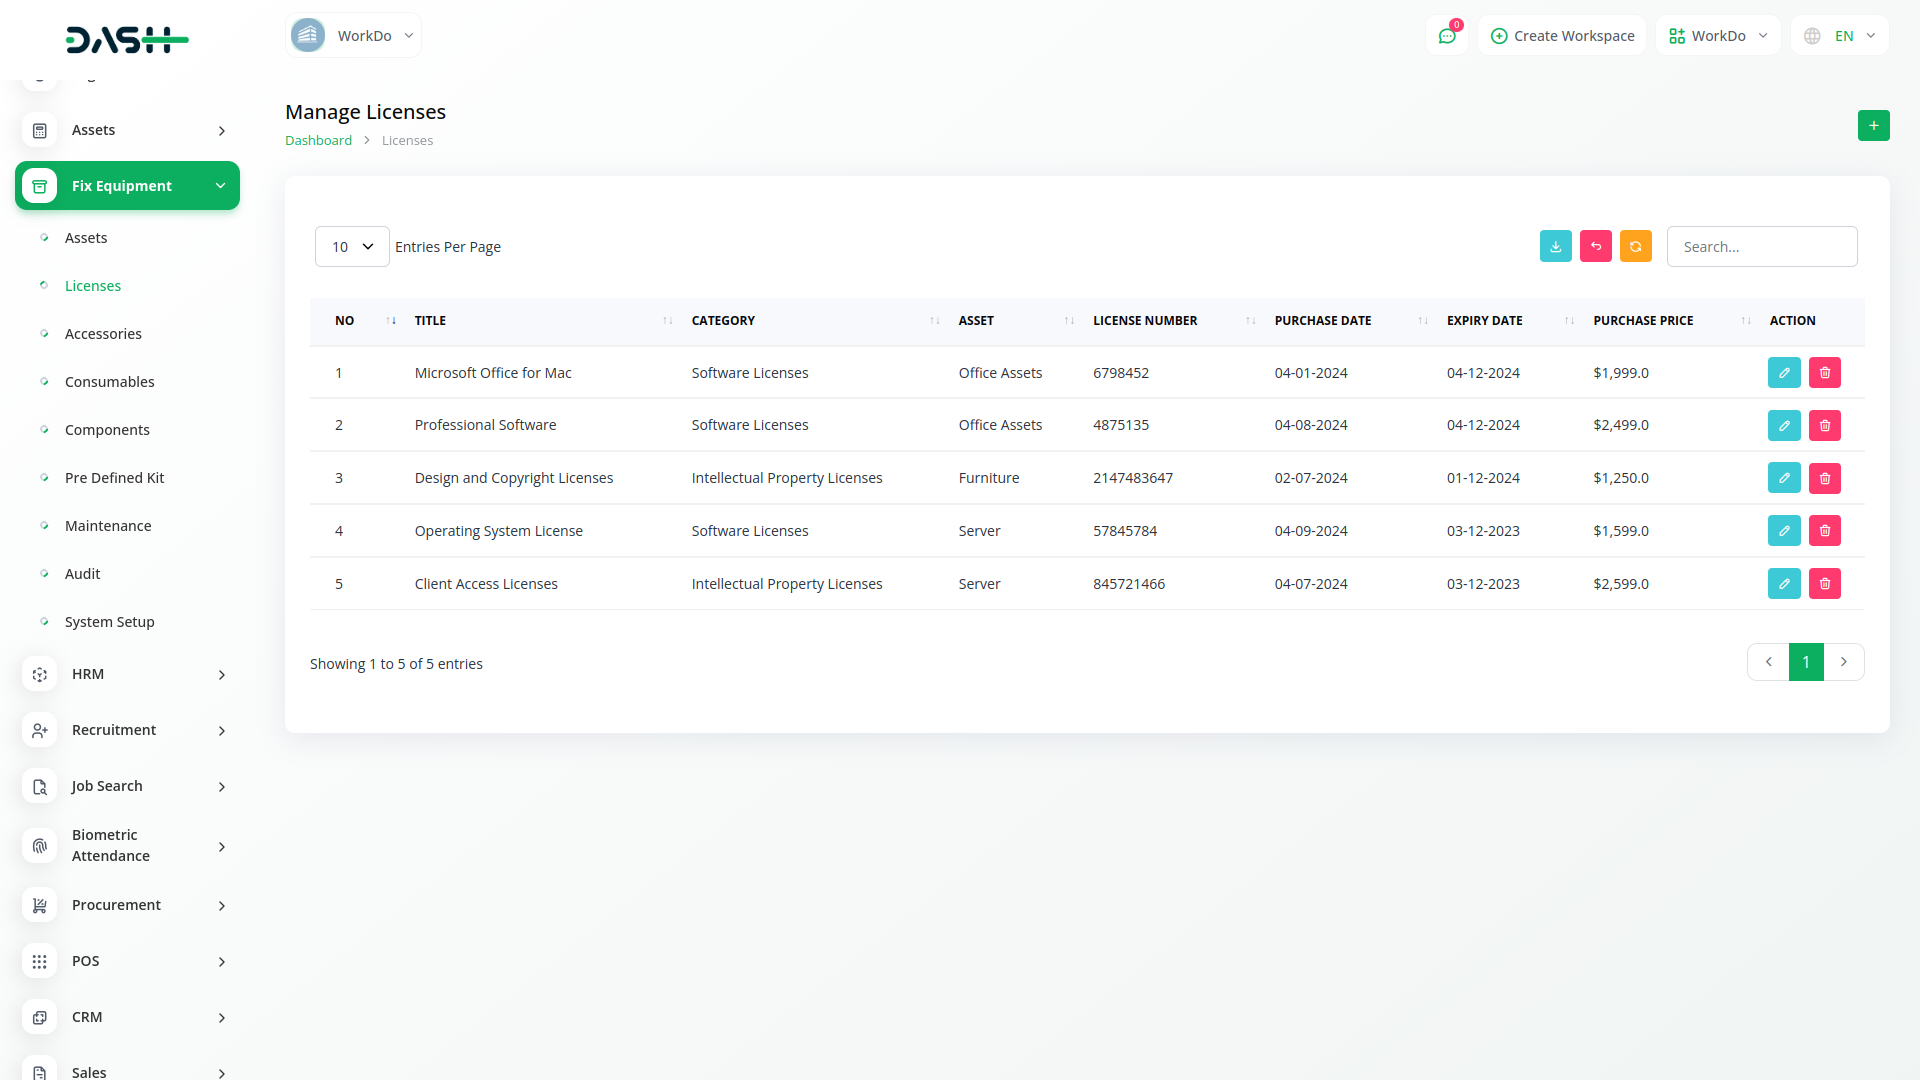 DASH
WorkDo
0
Create Workspace
WorkDo
EN
Assets
Fix Equipment
Assets
Licenses
Accessories
Consumables
Components
Pre Defined Kit
Maintenance
Audit
System Setup
HRM
Recruitment
Job Search
Biometric
Attendance
Procurement
POS
CRM
Sales
Manage Licenses
Dashboard > Licenses
10 Entries Per Page
Search...
NO TITLE CATEGORY ASSET LICENSE NUMBER PURCHASE DATE EXPIRY DATE PURCHASE PRICE ACTION
1 Microsoft Office for Mac Software Licenses Office Assets 6798452 04-01-2024 04-12-2024 $1,999.0
2 Professional Software Software Licenses Office Assets 4875135 04-08-2024 04-12-2024 $2,499.0
3 Design and Copyright Licenses Intellectual Property Licenses Furniture 2147483647 02-07-2024 01-12-2024 $1,250.0
4 Operating System License Software Licenses Server 57845784 04-09-2024 03-12-2023 $1,599.0
5 Client Access Licenses Intellectual Property Licenses Server 845721466 04-07-2024 03-12-2023 $2,599.0
Showing 1 to 5 of 5 entries
1